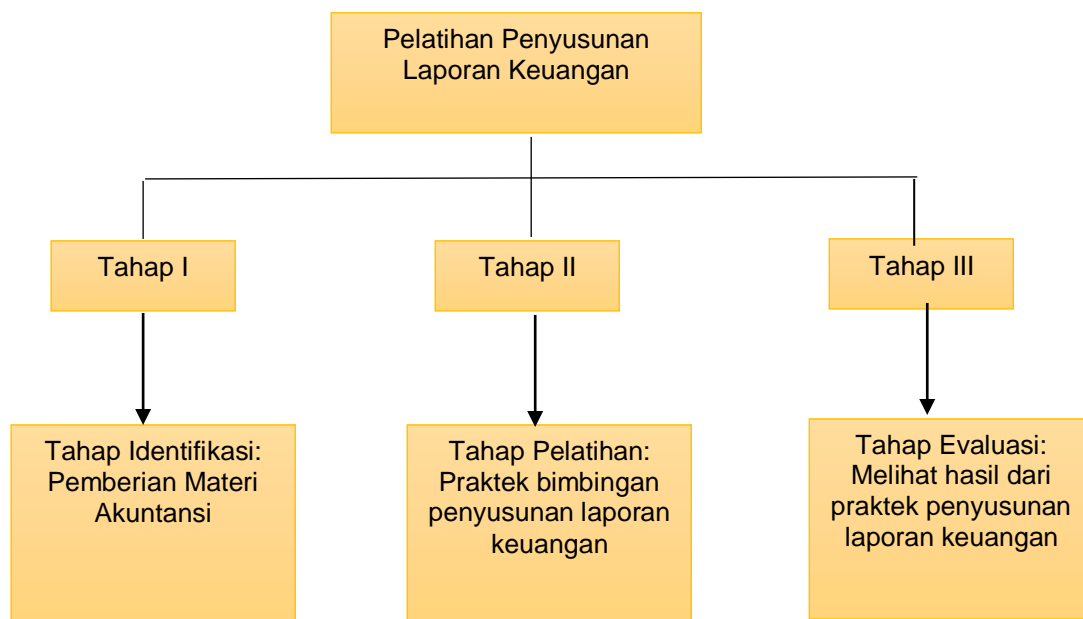 Pelatihan Penyusunan
Laporan Keuangan
Tahap I
Tahap II
Tahap III
Tahap Identifikasi:
Pemberian Materi
Akuntansi
Tahap Pelatihan:
Praktek bimbingan
penyusunan laporan
keuangan
Tahap Evaluasi:
Melihat hasil dari
praktek penyusunan
laporan keuangan